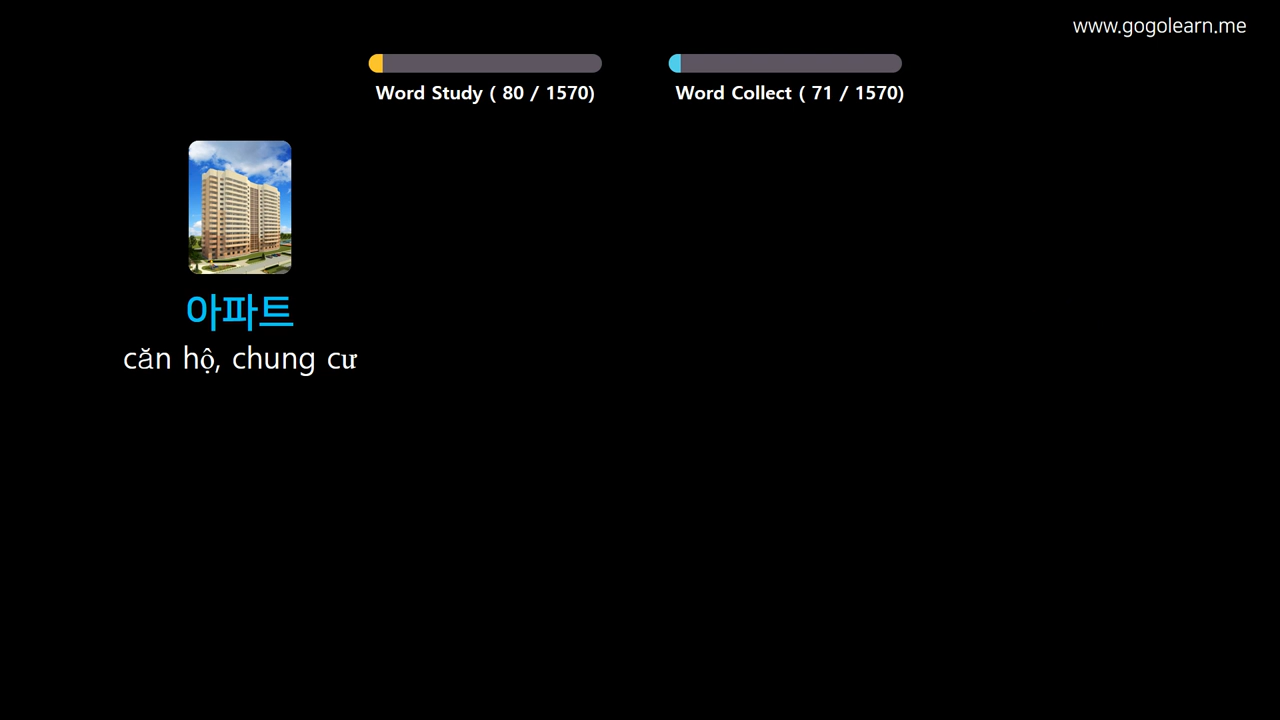 www.gogolearn.me
Word Study ( 80 / 1570)
Word Collect ( 71 / 1570)
아파트
căn hộ, chung cư